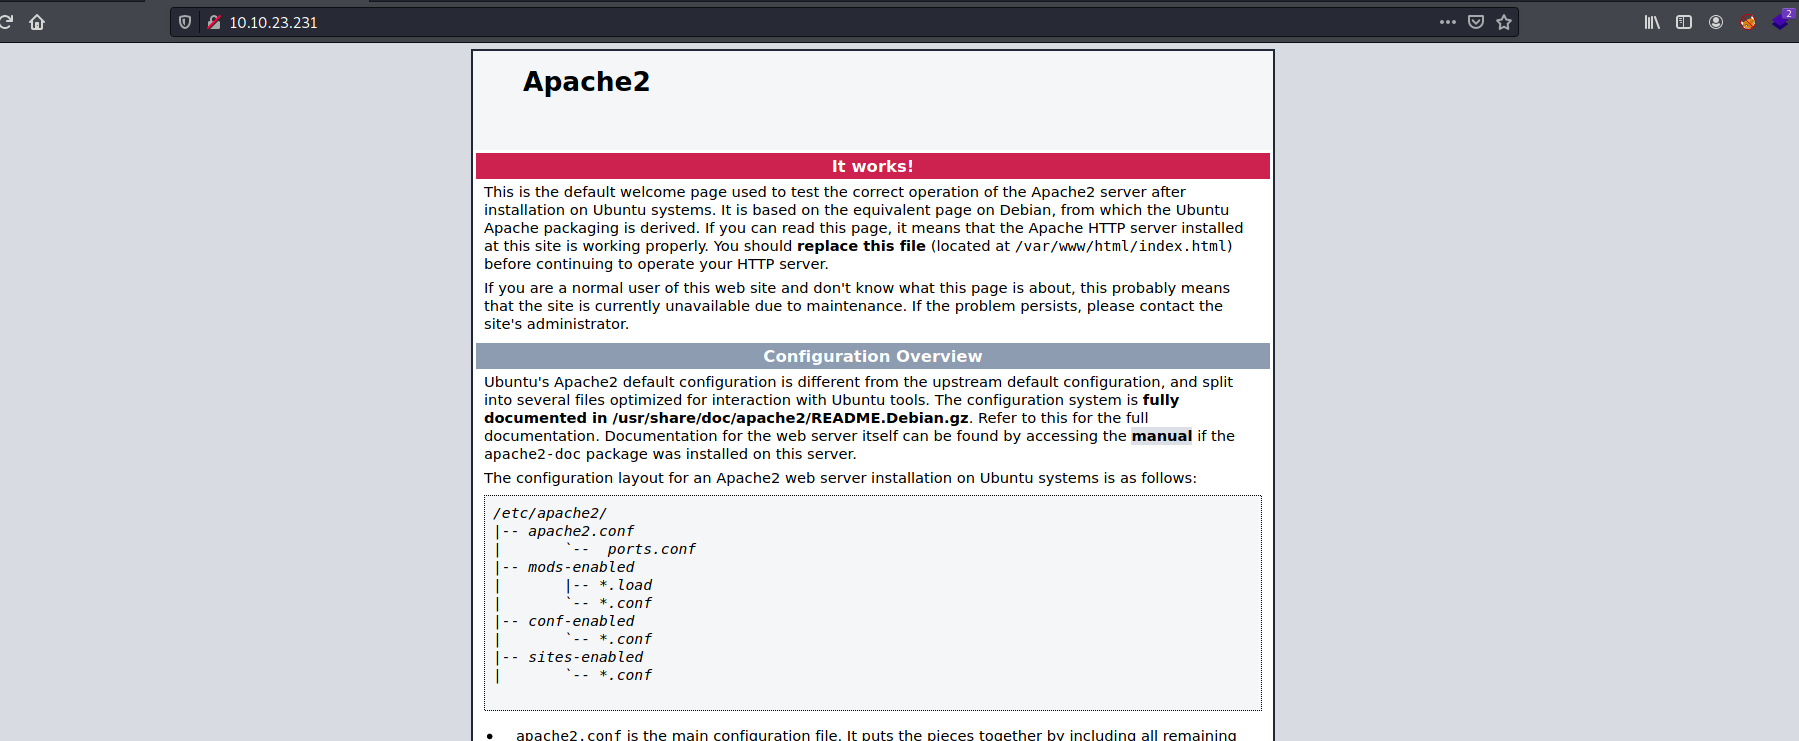 10.10.23.231
2
Apache2
It works!
This is the default welcome page used to test the correct operation of the Apache2 server after
installation on Ubuntu systems. It is based on the equivalent page on Debian, from which the Ubuntu
Apache packaging is derived. If you can read this page, it means that the Apache HTTP server installed
at this site is working properly. You should replace this file (located at /var/www/html/index.html)
before continuing to operate your HTTP server.
If you are a normal user of this web site and don't know what this page is about, this probably means
that the site is currently unavailable due to maintenance. If the problem persists, please contact the
site's administrator.
Configuration Overview
Ubuntu's Apache2 default configuration is different from the upstream default configuration, and split
into several files optimized for interaction with Ubuntu tools. The configuration system is fully
documented in /usr/share/doc/apache2/README.Debian.gz. Refer to this for the full
documentation. Documentation for the web server itself can be found by accessing the manual if the
apache2-doc package was installed on this server.
The configuration layout for an Apache2 web server installation on Ubuntu systems is as follows:
/etc/apache2/
|-- apache2.conf
|       `--  ports.conf
|-- mods-enabled
|       |-- *.load
|       `-- *.conf
|-- conf-enabled
|       `-- *.conf
|-- sites-enabled
|       `-- *.conf
• apache2.conf is the main configuration file. It puts the pieces together by including all remaining